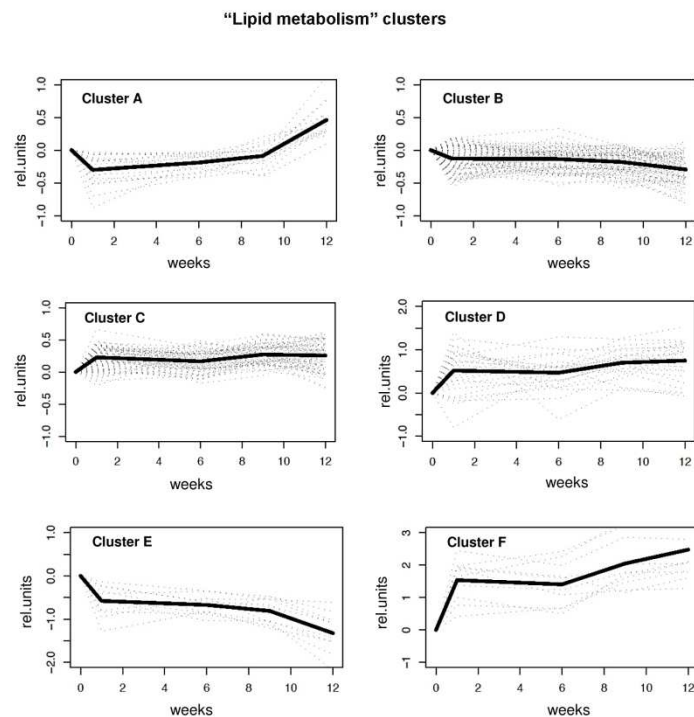 “Lipid metabolism” clusters
Cluster A
rel.units
1.0
0.5
0.0
-0.5
-1.0
0 2 4 6 8 10 12
weeks
Cluster B
rel.units
1.0
0.5
0.0
-0.5
-1.0
0 2 4 6 8 10 12
weeks
Cluster C
rel.units
1.0
0.5
0.0
-1
0 2 4 6 8 10 12
weeks
Cluster D
rel.units
2.0
1.0
0.0
-1.0
0 2 4 6 8 10 12
weeks
Cluster E
rel.units
1.0
0.0
-1.0
-2.0
0 2 4 6 8 10 12
weeks
Cluster F
rel.units
3
2
1
0
-1
0 2 4 6 8 10 12
weeks